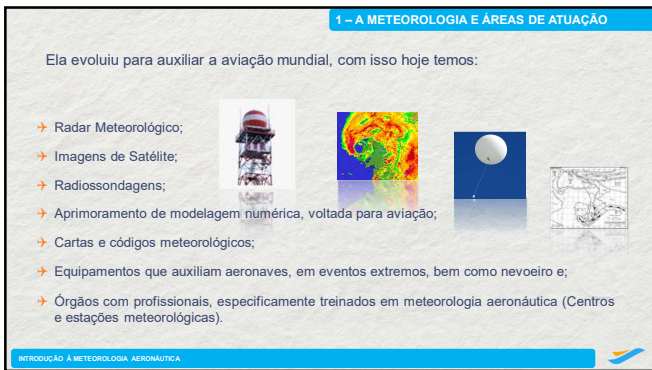 1 – A METEOROLOGIA E ÁREAS DE ATUAÇÃO
Ela evoluiu para auxiliar a aviação mundial, com isso hoje temos:
Radar Meteorológico;
Imagens de Satélite;
Radiossondagens;
Aprimoramento de modelagem numérica, voltada para aviação;
Cartas e códigos meteorológicos;
Equipamentos que auxiliam aeronaves, em eventos extremos, bem como nevoeiro e;
Órgãos com profissionais, especificamente treinados em meteorologia aeronáutica (Centros
e estações meteorológicas).
INTRODUÇÃO À METEOROLOGIA AERONÁUTICA